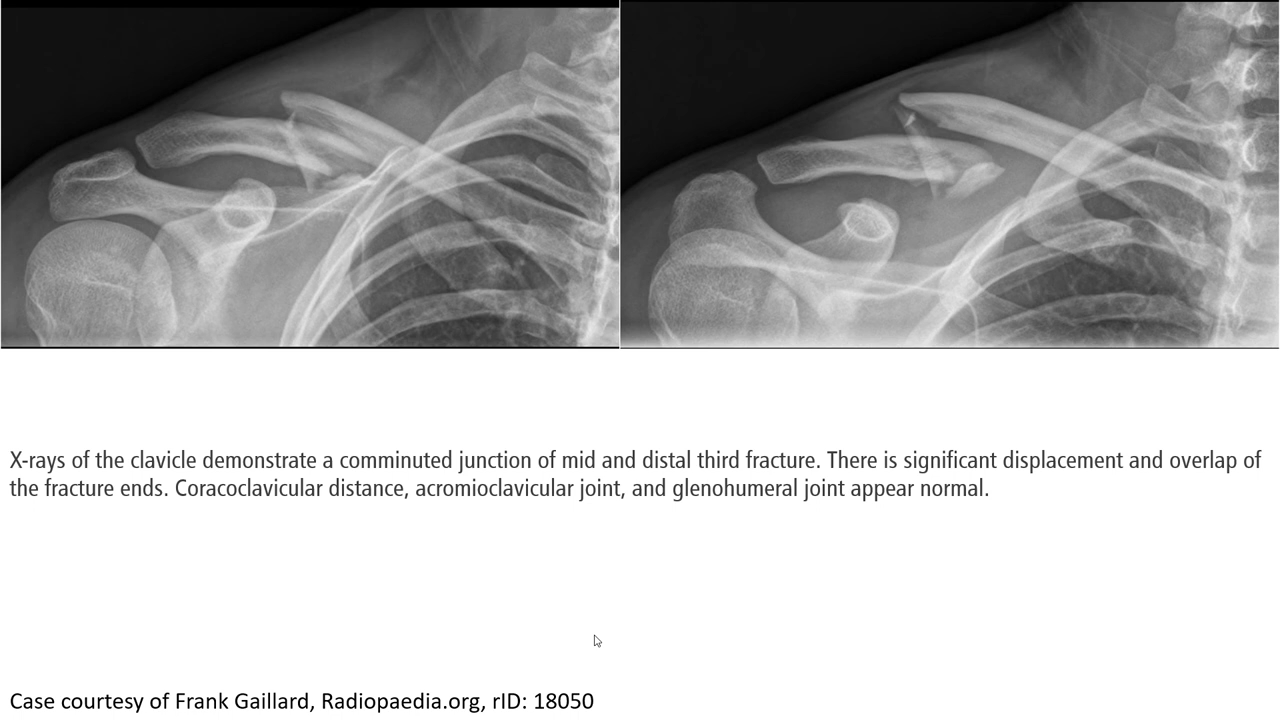 X-rays of the clavicle demonstrate a comminuted junction of mid and distal third fracture. There is significant displacement and overlap of
the fracture ends. Coracoclavicular distance, acromioclavicular joint, and glenohumeral joint appear normal.
Case courtesy of Frank Gaillard, Radiopaedia.org, rID: 18050